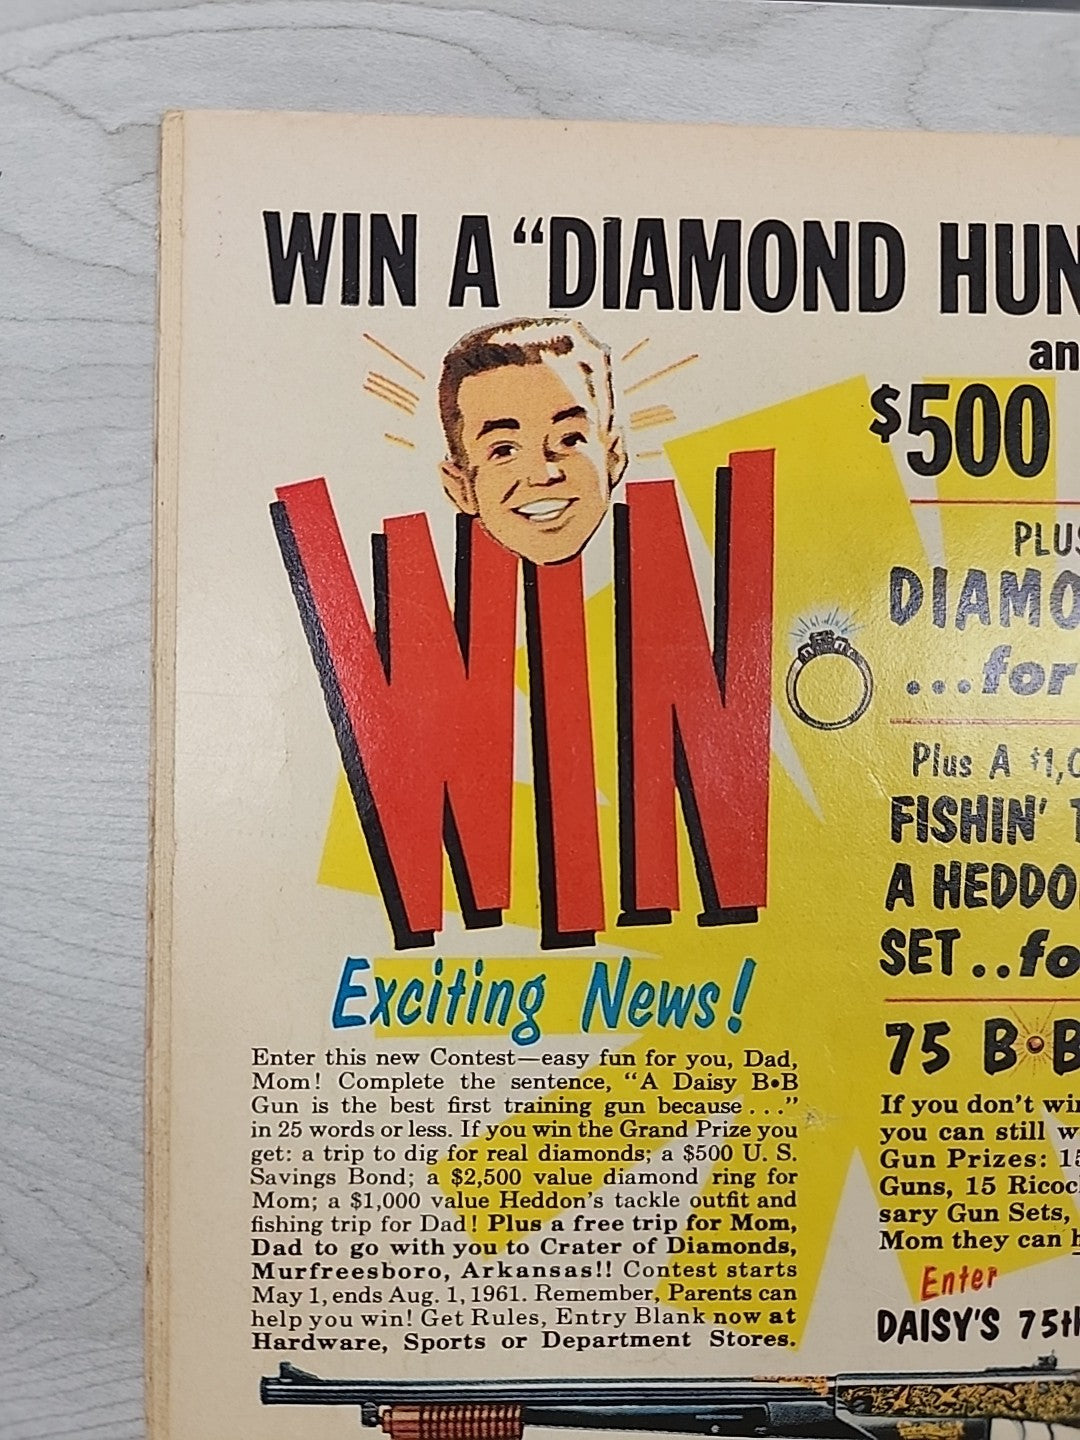 WIN A “DIAMOND HUN
an
$500
WIN
PLUS
DIAMO
...for
Plus A $1,0
FISHIN' T
A HEDDO
SET..fo
75 B•B
Exciting News!
Enter this new Contest—easy fun for you, Dad,
Mom! Complete the sentence, “A Daisy B•B
Gun is the best first training gun because...”
in 25 words or less. If you win the Grand Prize you
get: a trip to dig for real diamonds; a $500 U. S.
Savings Bond; a $2,500 value diamond ring for
Mom; a $1,000 value Heddon's tackle outfit and
fishing trip for Dad! Plus a free trip for Mom,
Dad to go with you to Crater of Diamonds,
Murfreesboro, Arkansas!! Contest starts
May 1, ends Aug. 1, 1961. Remember, Parents can
help you win! Get Rules, Entry Blank now at
Hardware, Sports or Department Stores.
If you don't win
you can still w
Gun Prizes: 15
Guns, 15 Ricoc
sary Gun Sets,
Mom they can h
Enter
DAISY'S 75th